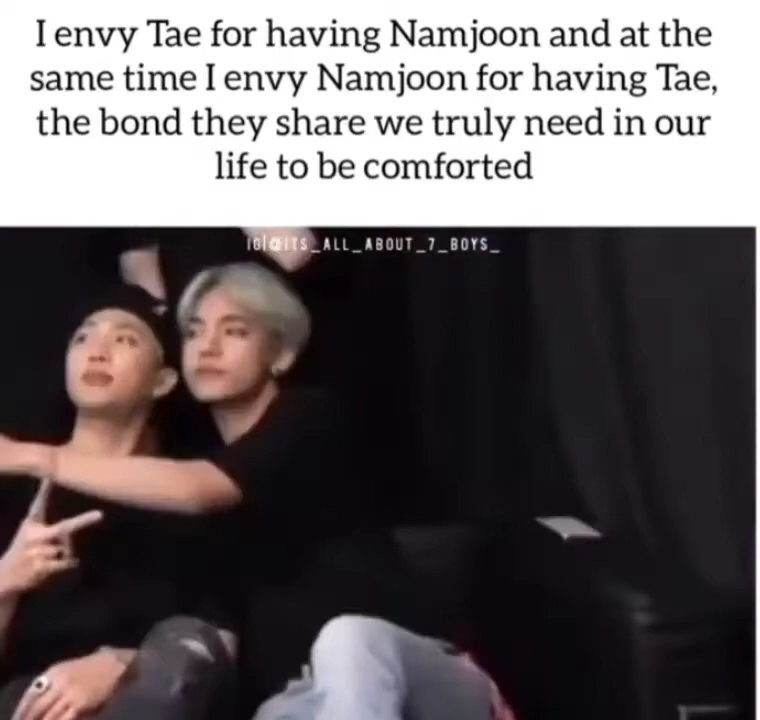 I envy Tae for having Namjoon and at the
same time I envy Namjoon for having Tae,
the bond they share we truly need in our
life to be comforted
IG|@ITS_ALL_ABOUT_7_BOYS_